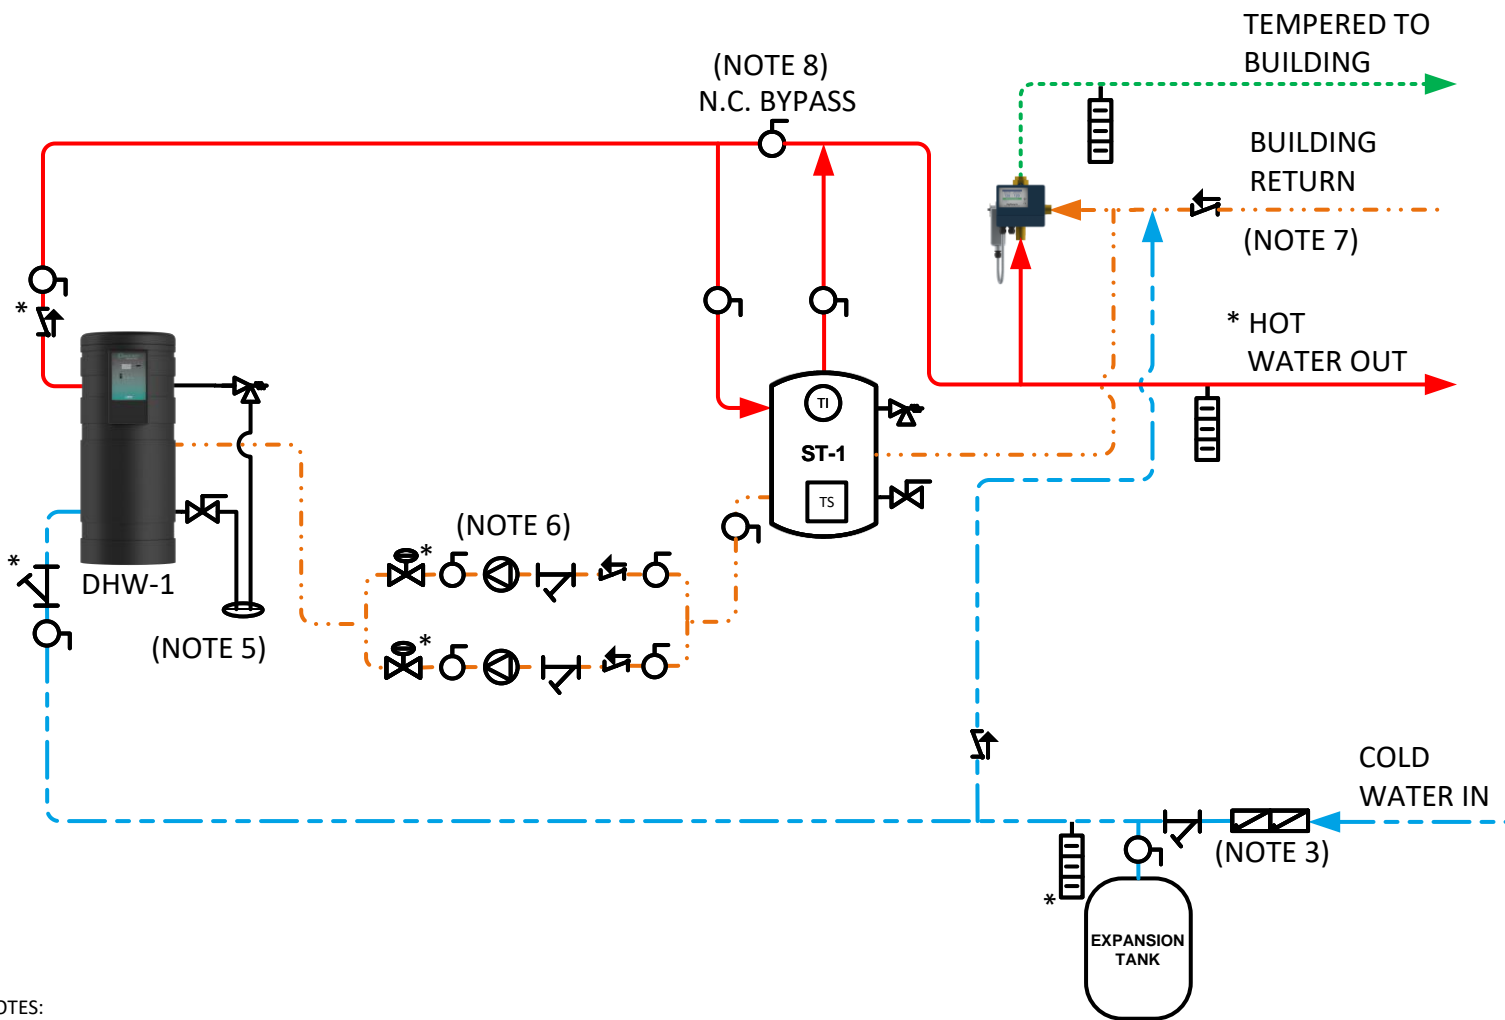 TEMPERED TO
BUILDING
(NOTE 8)
N.C. BYPASS
BUILDING
RETURN
(NOTE 7)
* HOT
WATER OUT
*
TI
ST-1
TS
(NOTE 6)
*
*
*
DHW-1
(NOTE 5)
COLD
WATER IN
(NOTE 3)
*
EXPANSION
TANK
OTES: